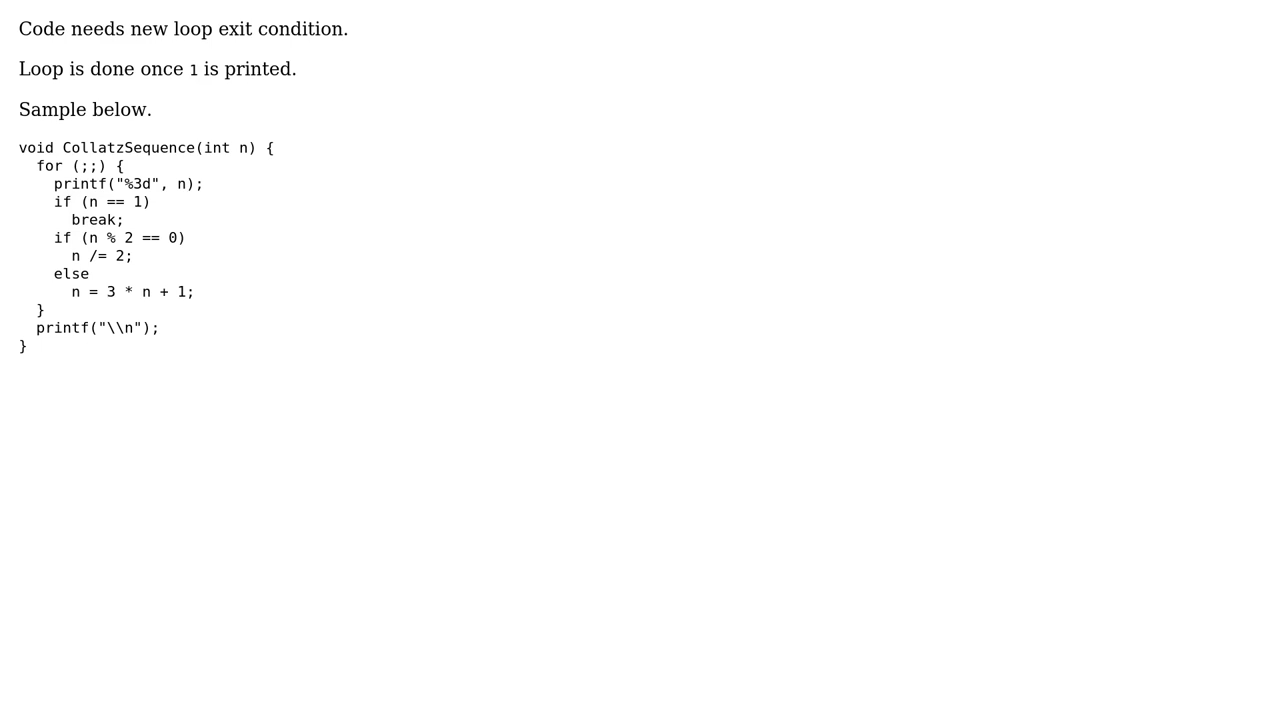 Code needs new loop exit condition.
Loop is done once 1 is printed.
Sample below.
void CollatzSequence(int n) {
  for (;;) {
    printf("%3d", n);
    if (n == 1)
      break;
    if (n % 2 == 0)
      n /= 2;
    else
      n = 3 * n + 1;
  }
  printf("\\n");
}